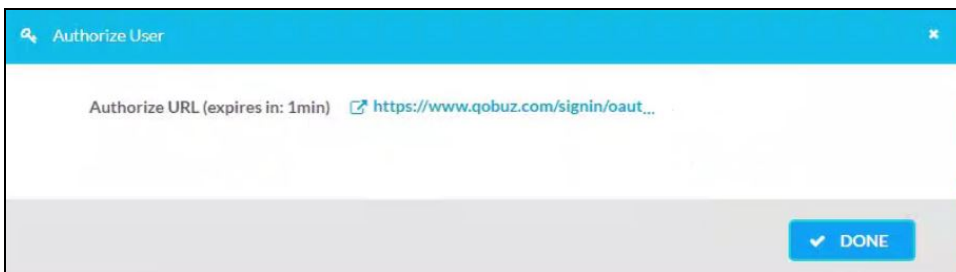 Authorize User
Authorize URL (expires in: 1min) https://www.qobuz.com/signin/oaut...
DONE